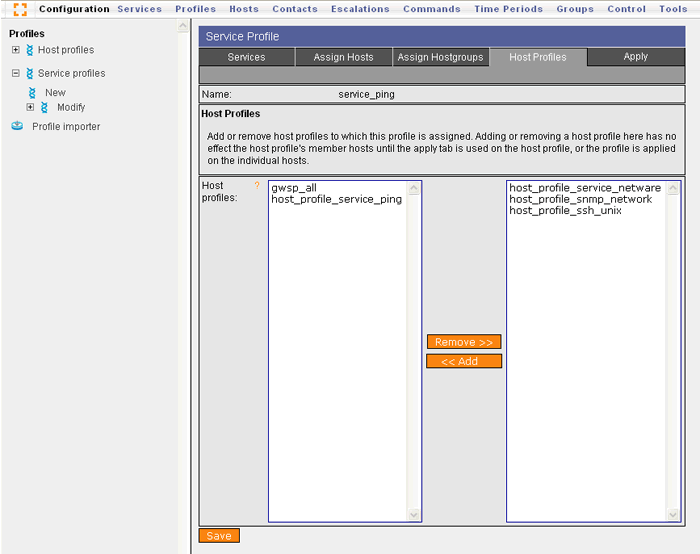 Configuration Services Profiles Hosts Contacts Escalations Commands Time Periods Groups Control Tools
Profiles
Host profiles
Service profiles
New
Modify
Profile importer
Service Profile
Services Assign Hosts Assign Hostgroups Host Profiles Apply
Name: service_ping
Host Profiles
Add or remove host profiles to which this profile is assigned. Adding or removing a host profile here has no
effect the host profile's member hosts until the apply tab is used on the host profile, or the profile is applied
on the individual hosts.
Host
profiles:
?
gwsp_all
host_profile_service_ping
Remove >>
<< Add
host_profile_service_netware
host_profile_snmp_network
host_profile_ssh_unix
Save